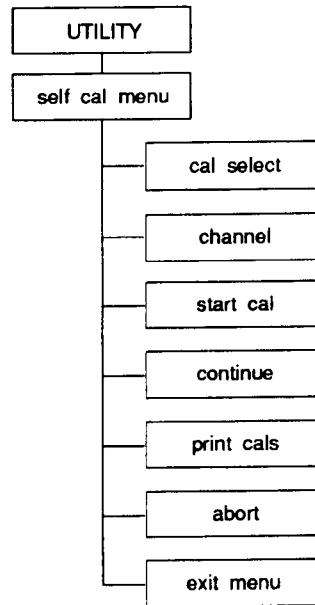 UTILITY
self cal menu
cal select
channel
start cal
continue
print cals
abort
exit menu